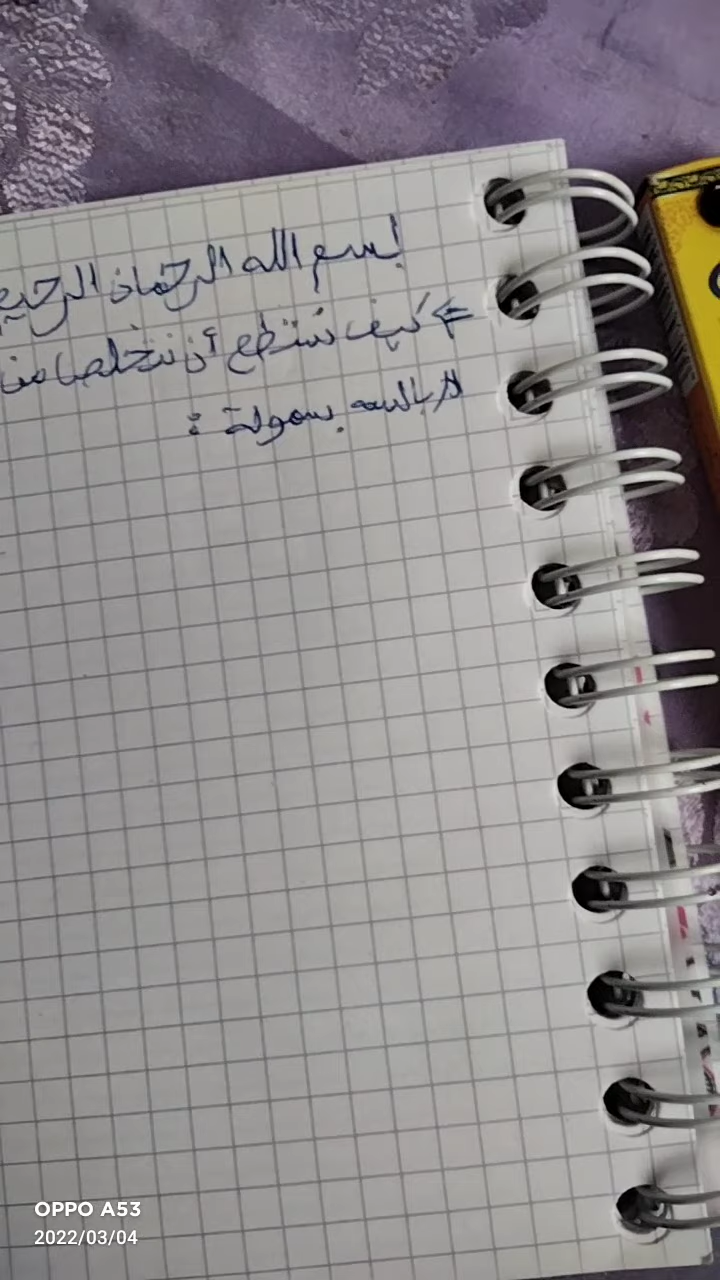 بسم الله الرحمان الرحيم
كيف نستطيع أن نتخلص من
بسهولة :
OPPO A53
2022/03/04